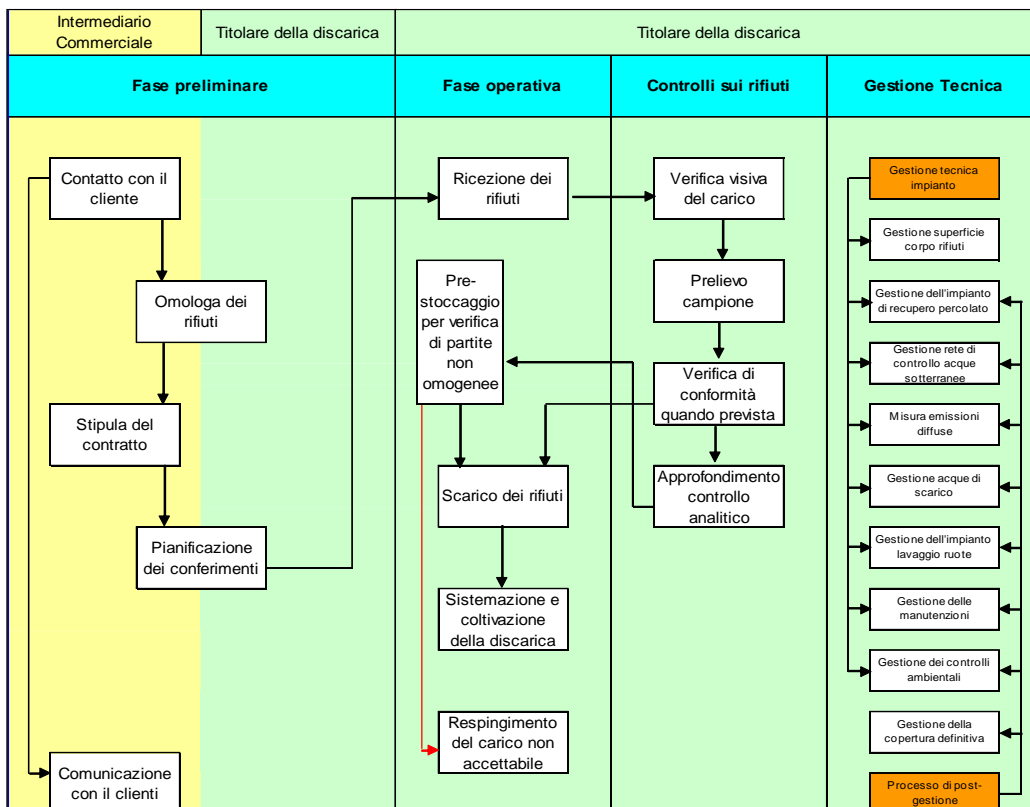 Intermediario
Commerciale
Titolare della discarica
Titolare della discarica
Fase preliminare
Fase operativa
Controlli sui rifiuti
Gestione Tecnica
Contatto con il
cliente
Omologa dei
rifiuti
Stipula del
contratto
Pianificazione
dei conferimenti
Comunicazione
con il clienti
Ricezione dei
rifiuti
Pre-
stoccaggio
per verifica
di partite
non
omogenee
Scarico dei rifiuti
Sistemazione e
coltivazione
della discarica
Respingimento
del carico non
accettabile
Verifica visiva
del carico
Prelievo
campione
Verifica di
conformità
quando prevista
Approfondimento
controllo
analitico
Gestione tecnica
impianto
Gestione superficie
corpo rifiuti
Gestione dell'impianto
di recupero percolato
Gestione rete di
controllo acque
sotterranee
Misura emissioni
diffuse
Gestione acque di
scarico
Gestione dell'impianto
lavaggio ruote
Gestione delle
manutenzioni
Gestione dei controlli
ambientali
Gestione della
copertura definitiva
Processo di post-
gestione